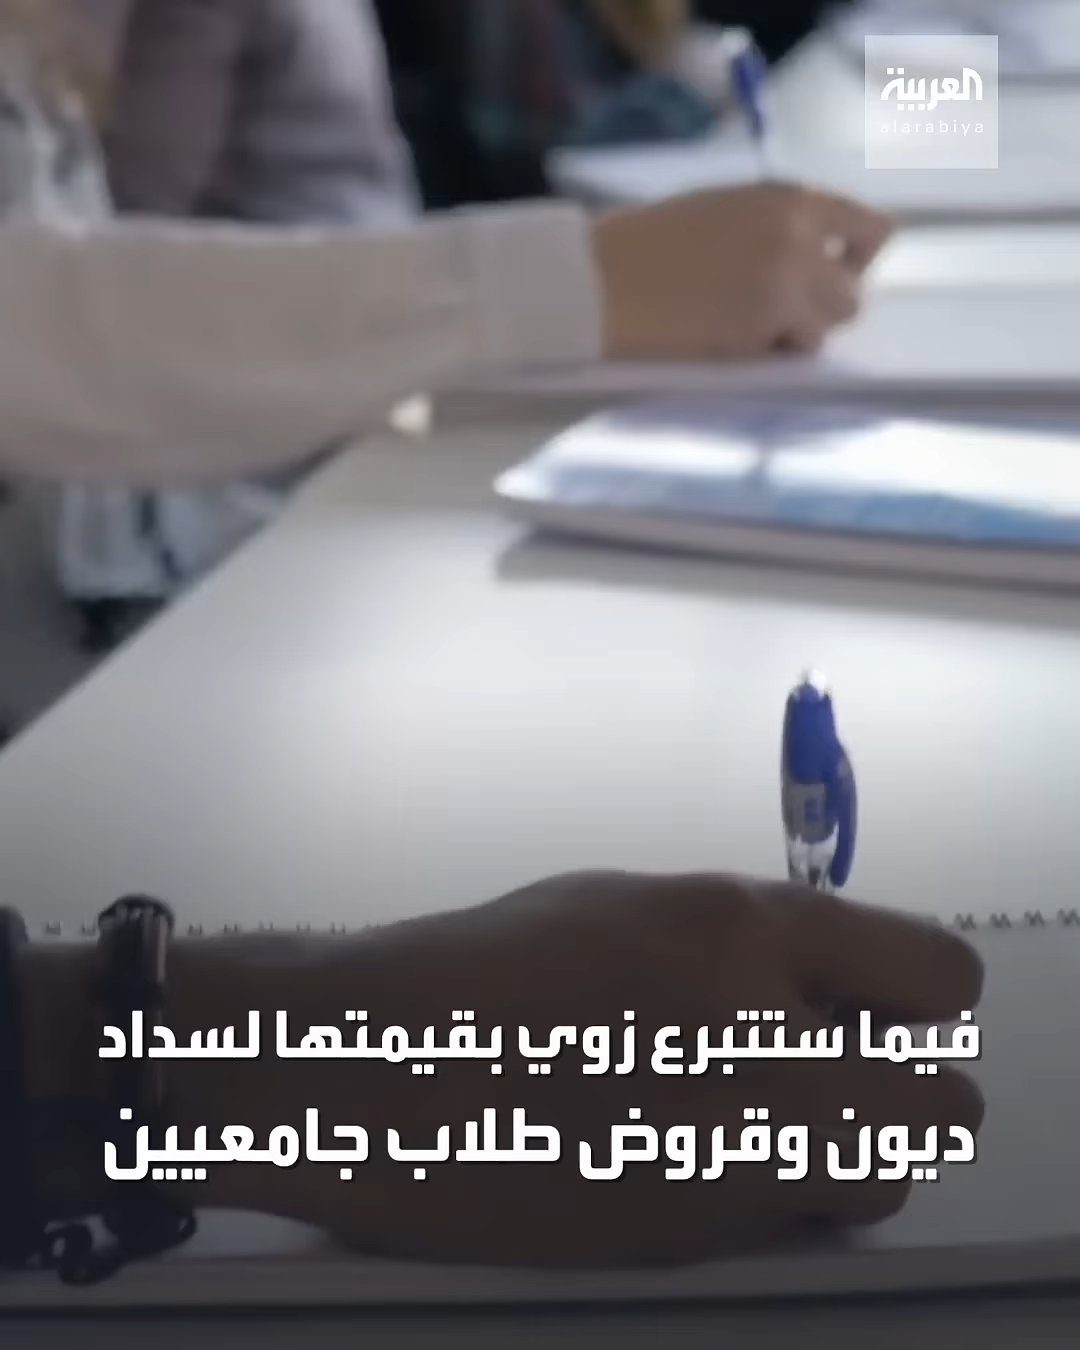 العربية
alarabiya
فيما ستتبرع زوي بقيمتها لسداد
ديون وقروض طلاب جامعيين